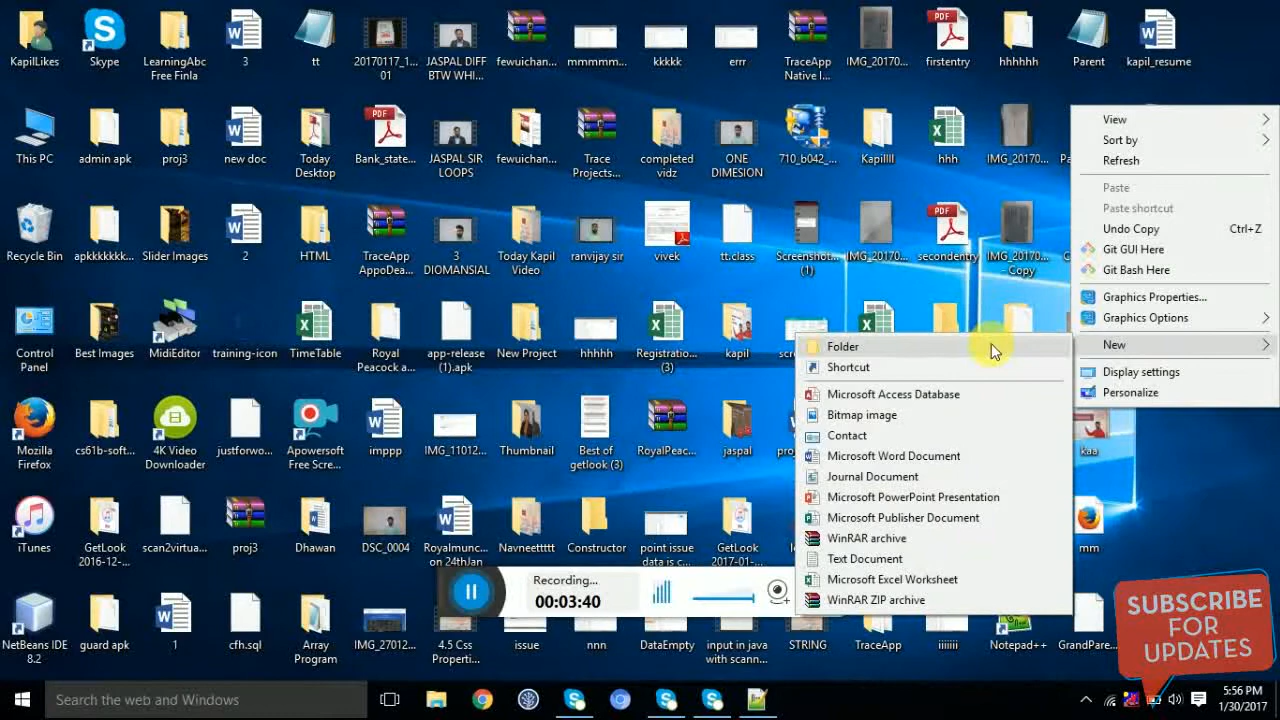 KapilLikes
Skype
LearningAbc
Free Finla
3
tt
20170117_1...
01
JASPAL DIFF
BTW WHI...
fewuichan...
mmmmm...
kkkkk
errr
TraceApp
Native I...
IMG_20170...
firstentry
hhhhhh
Parent
kapil_resume
This PC
admin apk
proj3
new doc
Today
Desktop
Bank_state...
JASPAL SIR
LOOPS
fewuichan...
Trace
Projects...
completed
vidz
ONE
DIMESION
710_b042_...
Kapillll
hhh
IMG_20170...
Recycle Bin
apkkkkkkk...
Slider Images
2
HTML
TraceApp
AppoDea...
3
DIOMANSIAL
Today Kapil
Video
ranvijay sir
vivek
tt.class
Screenshot...
(1)
IMG_20170...
secondentry
IMG_20170...
- Copy
Control
Panel
Best Images
MidiEditor
training-icon
TimeTable
Royal
Peacock a...
app-release
(1).apk
New Project
hhhhh
Registratio...
(3)
kapil
Mozilla
Firefox
cs61b-soft...
4K Video
Downloader
justforwo...
Apowersoft
Free Scre...
imppp
IMG_11012...
Thumbnail
Best of
getlook (3)
RoyalPeac...
jaspal
kaa
iTunes
GetLook
2016-12-...
scan2virtua...
proj3
Dhawan
DSC_0004
Royalmunc...
on 24thJan
Navneettttt
Constructor
point issue
data is c...
GetLook
2017-01-...
mm
NetBeans IDE
8.2
guard apk
1
cfh.sql
Array
Program
IMG_27012...
4.5 Css
Properti...
issue
nnn
DataEmpty
input in java
with scann...
STRING
TraceApp
iiiiiii
Notepad++
GrandPare...
View
Sort by
Refresh
Paste
Paste shortcut
Undo Copy Ctrl+Z
Git GUI Here
Git Bash Here
Graphics Properties...
Graphics Options
New
Display settings
Personalize
Folder
Shortcut
Microsoft Access Database
Bitmap image
Contact
Microsoft Word Document
Journal Document
Microsoft PowerPoint Presentation
Microsoft Publisher Document
WinRAR archive
Text Document
Microsoft Excel Worksheet
WinRAR ZIP archive
Recording...
00:03:40
SUBSCRIBE
FOR
UPDATES
Search the web and Windows
5:56 PM
1/30/2017